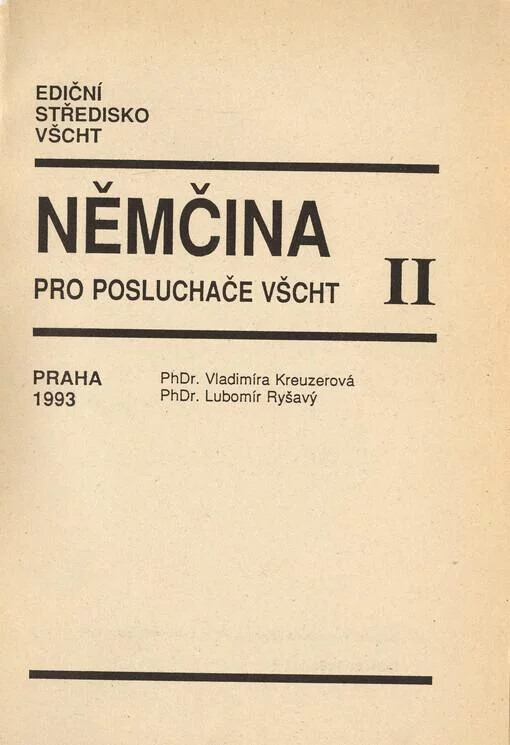 EDIČNÍ
STŘEDISKO
VŠCHT
NĚMČINA
PRO POSLUCHAČE VŠCHT II
PRAHA
1993
PhDr. Vladimíra Kreuzerová
PhDr. Lubomír Ryšavý